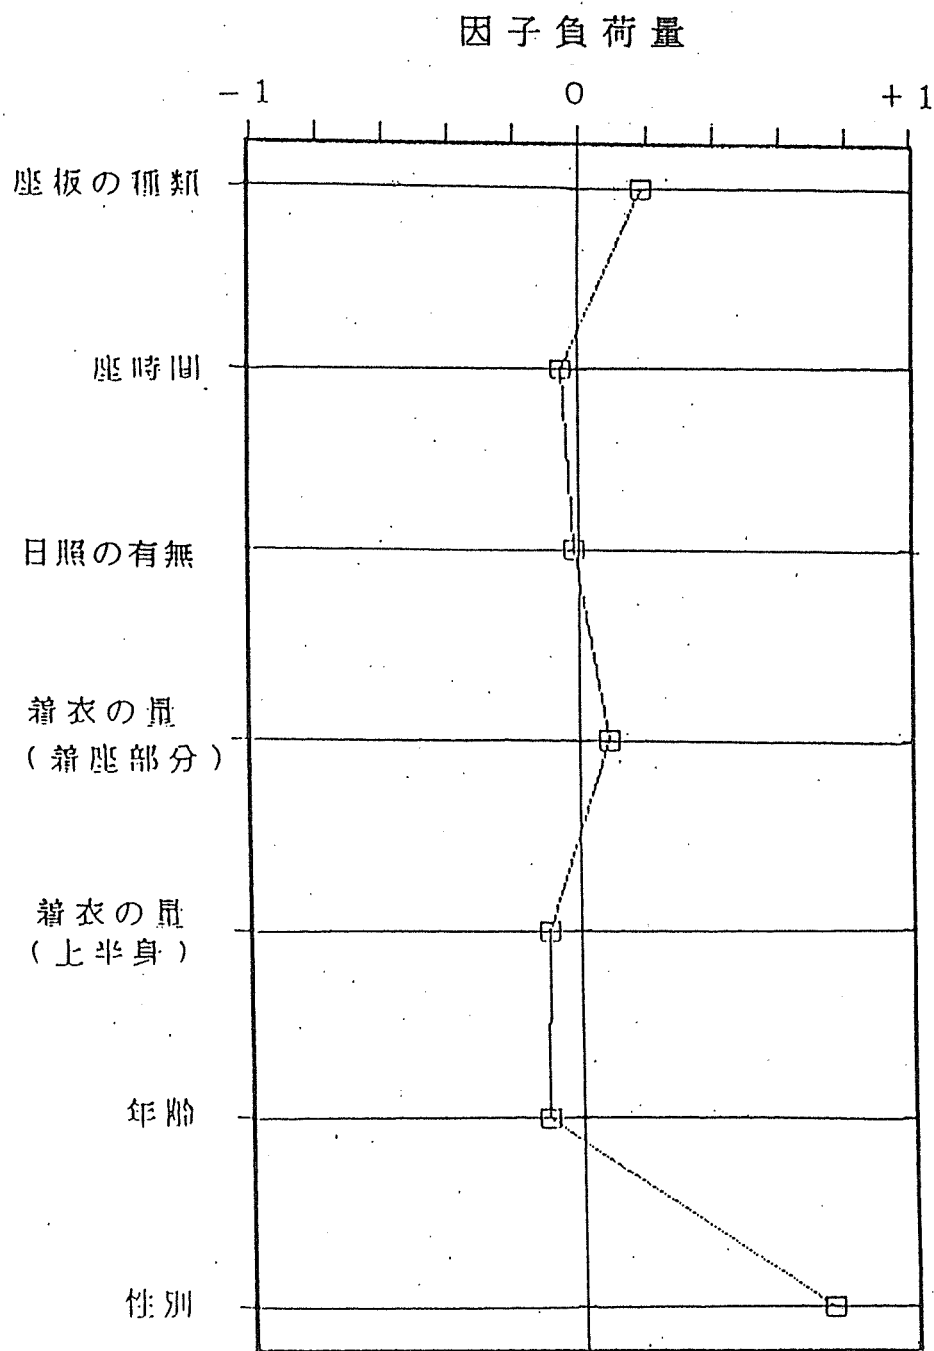 因子負荷量
-1 0 +1
座板の種類
座時間
日照の有無
着衣の量
(着座部分)
着衣の量
(上半身)
年齢
性別